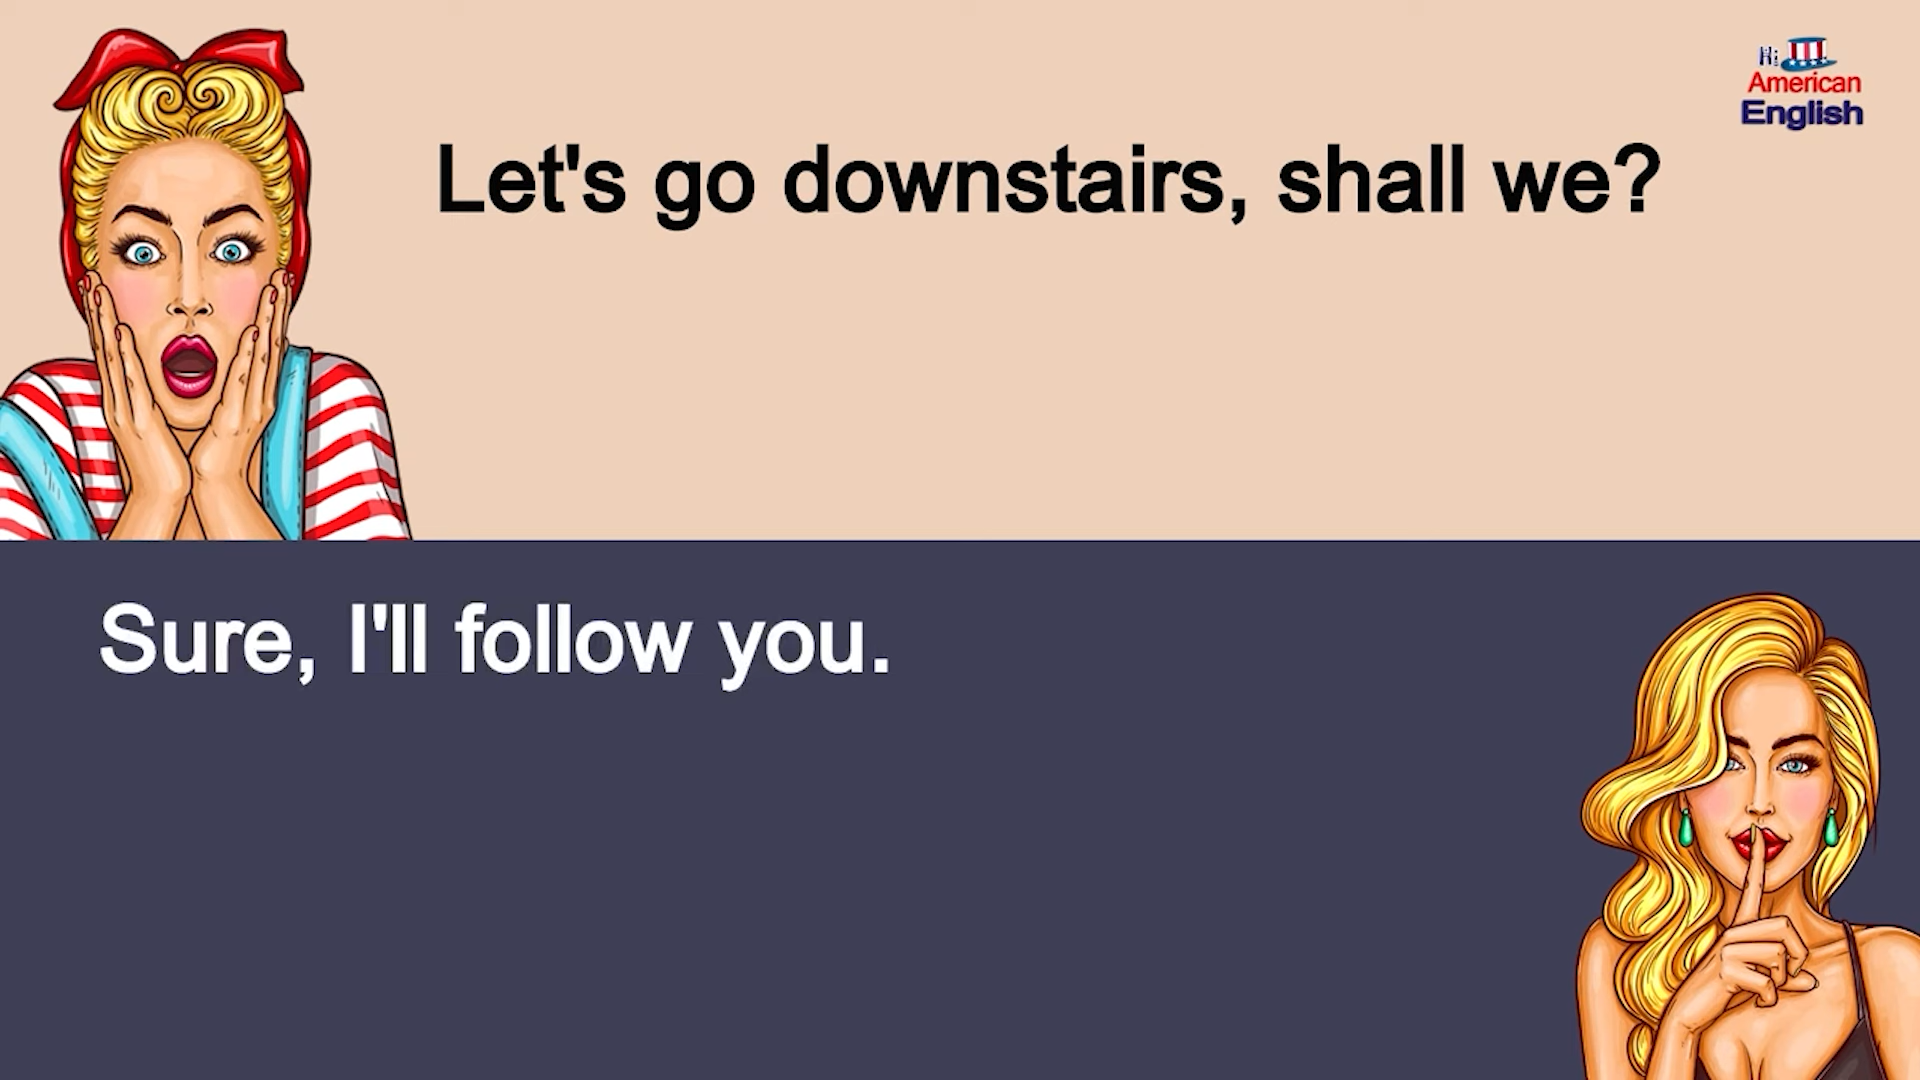 Hi
American
English
Let's go downstairs, shall we?
Sure, I'll follow you.